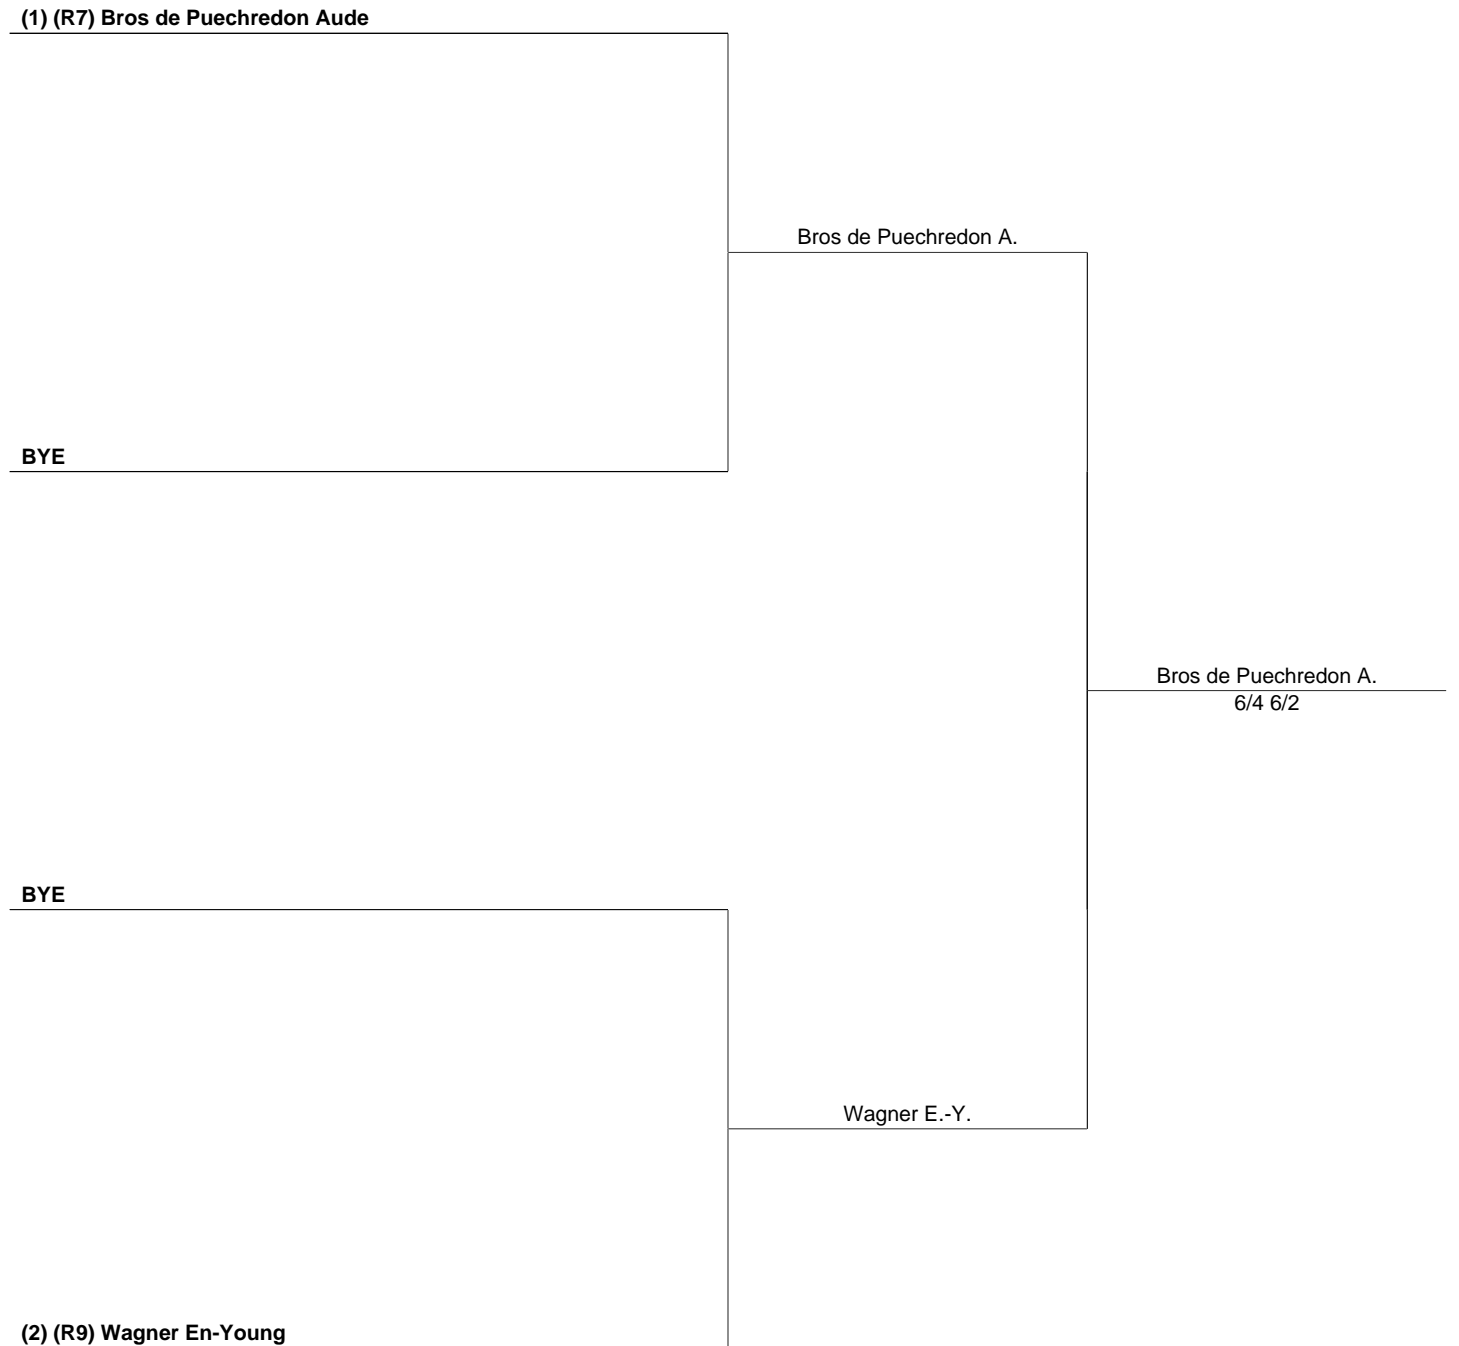 (1) (R7) Bros de Puechredon Aude
Bros de Puechredon A.
BYE
Bros de Puechredon A.
6/4 6/2
BYE
Wagner E.-Y.
(2) (R9) Wagner En-Young